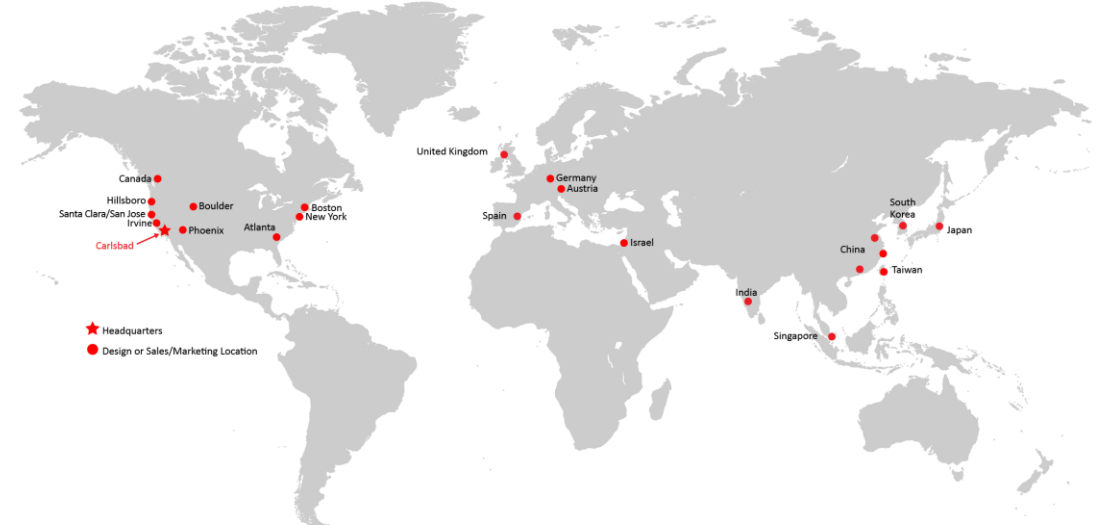 United Kingdom
Canada
Germany
Austria
Hillsboro
Boulder
Boston
Santa Clara/San Jose
New York
Spain
Irvine
Phoenix
Atlanta
Carlsbad
Israel
South
Korea
Japan
China
Taiwan
India
Singapore
Headquarters
Design or Sales/Marketing Location